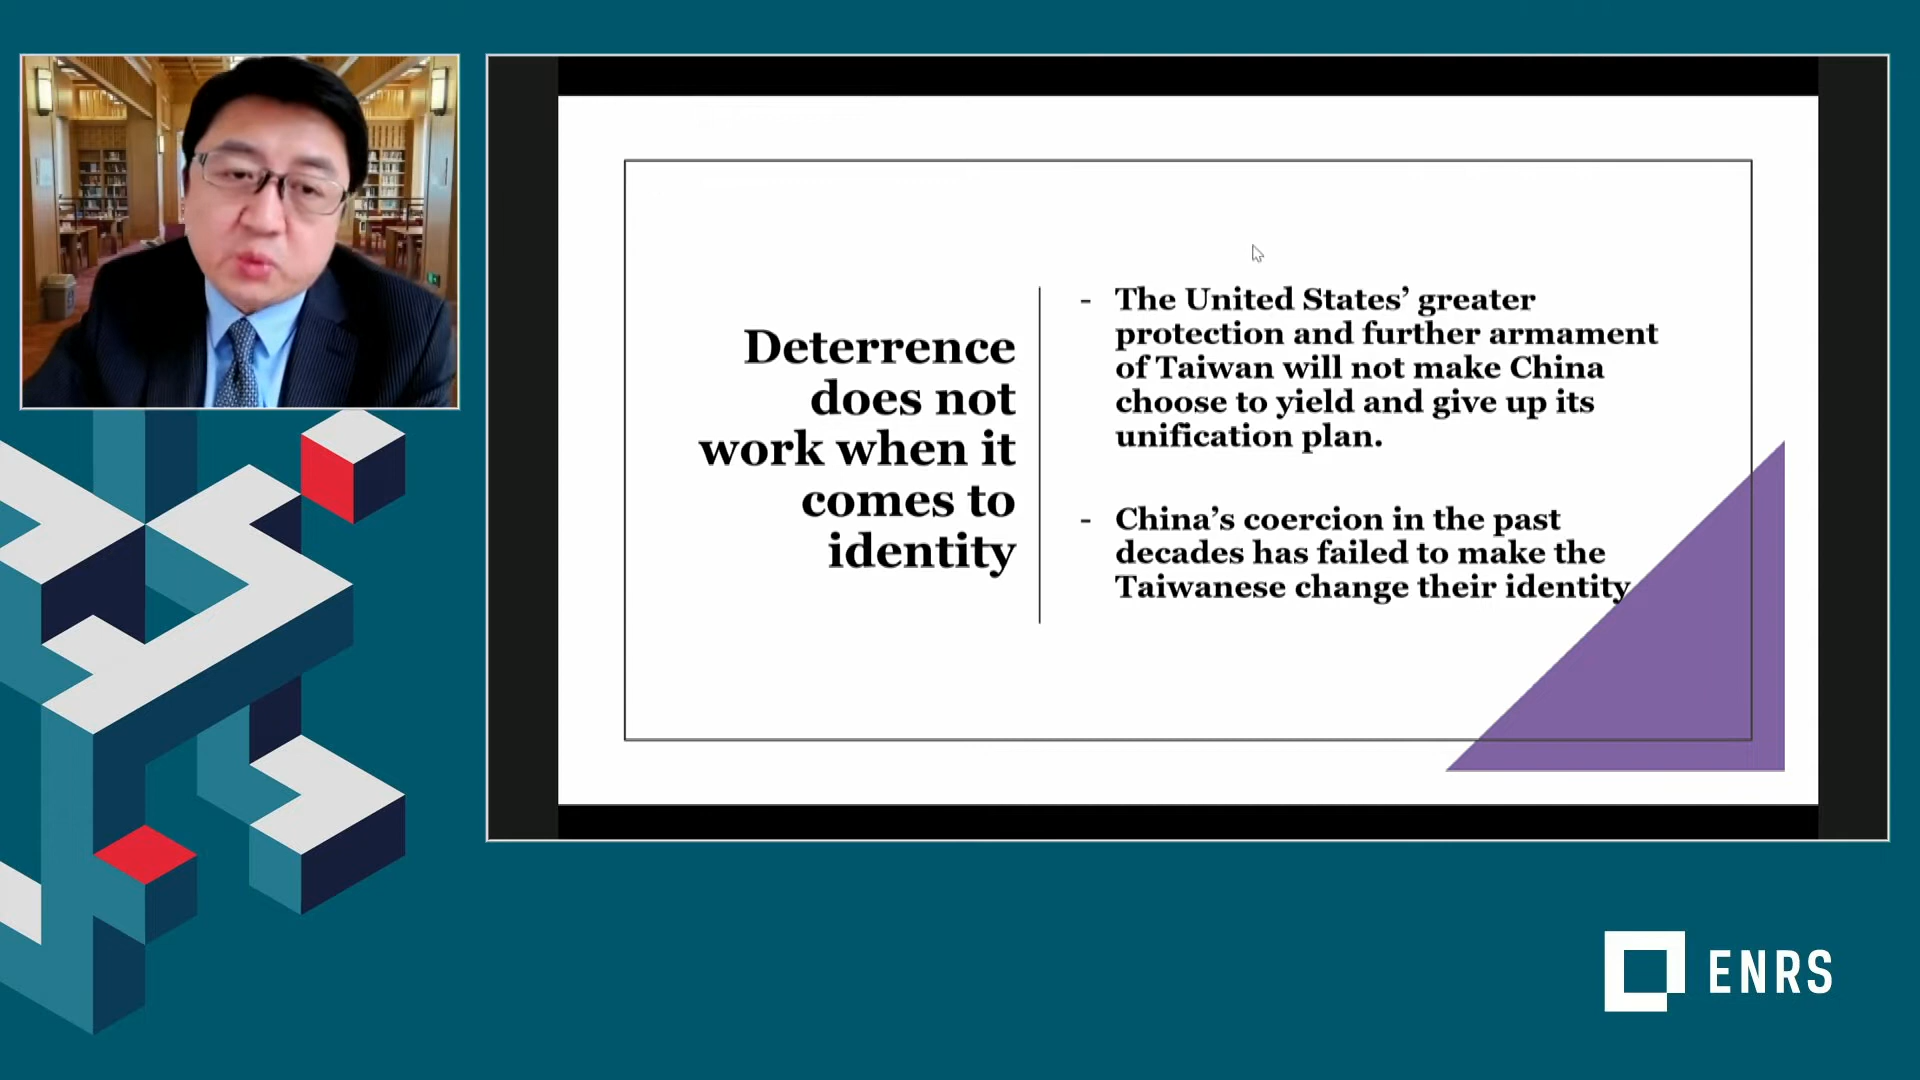 Deterrence
does not
work when it
comes to
identity
- The United States’ greater
protection and further armament
of Taiwan will not make China
choose to yield and give up its
unification plan.
- China’s coercion in the past
decades has failed to make the
Taiwanese change their identity
ENRS